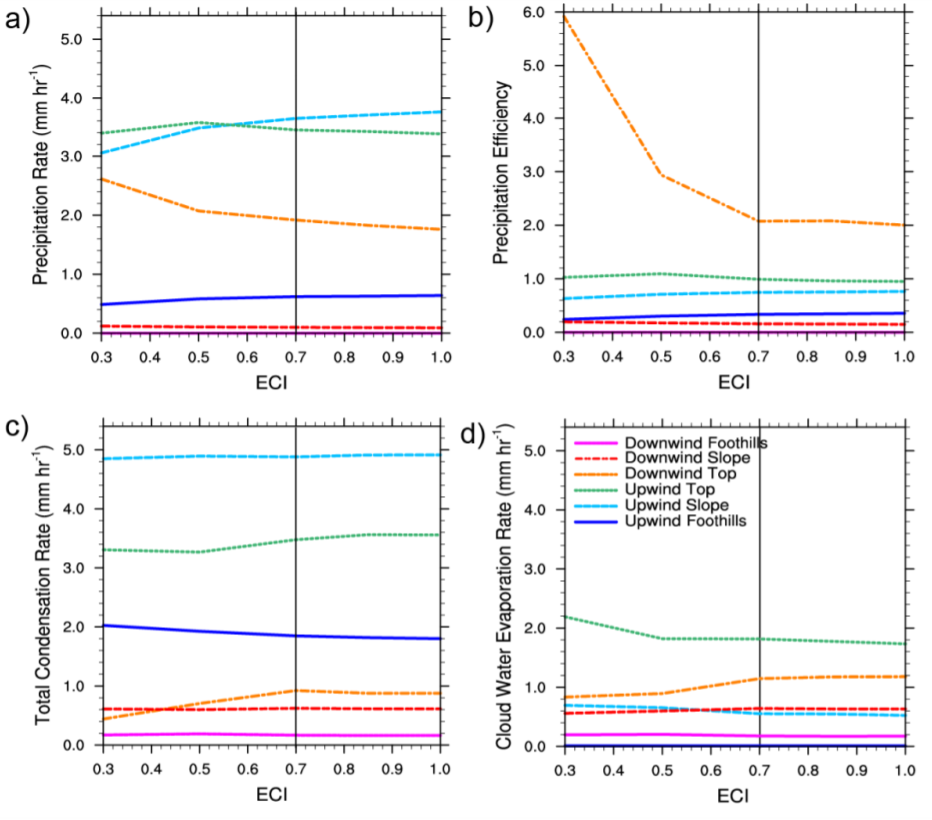 a)
Precipitation Rate (mm hr⁻¹)
5.0
4.0
3.0
2.0
1.0
0.0
0.3 0.4 0.5 0.6 0.7 0.8 0.9 1.0
ECI
b)
Precipitation Efficiency
6.0
5.0
4.0
3.0
2.0
1.0
0.0
0.3 0.4 0.5 0.6 0.7 0.8 0.9 1.0
ECI
c)
Total Condensation Rate (mm hr⁻¹)
5.0
4.0
3.0
2.0
1.0
0.0
0.3 0.4 0.5 0.6 0.7 0.8 0.9 1.0
ECI
d)
Cloud Water Evaporation Rate (mm hr⁻¹)
5.0
4.0
3.0
2.0
1.0
0.0
Downwind Foothills
Downwind Slope
Downwind Top
Upwind Top
Upwind Slope
Upwind Foothills
0.3 0.4 0.5 0.6 0.7 0.8 0.9 1.0
ECI